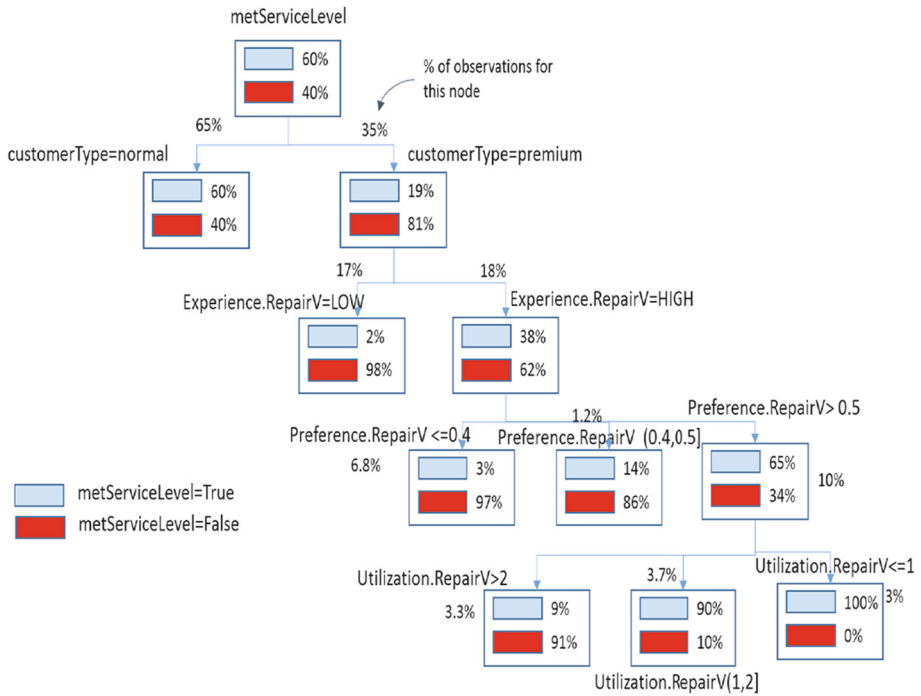 metServiceLevel
60%
40%
% of observations for
this node
65%
35%
customerType=normal
customerType=premium
60%
40%
19%
81%
17%
18%
Experience.RepairV=LOW
Experience.RepairV=HIGH
2%
98%
38%
62%
1.2%
Preference.RepairV> 0.5
Preference.RepairV <=0.4
Preference.RepairV (0.4,0.5]
6.8%
3%
97%
14%
86%
65%
34%
10%
metServiceLevel=True
metServiceLevel=False
Utilization.RepairV>2
3.7%
Utilization.RepairV<=1
3.3%
9%
91%
90%
10%
100%
0%
3%
Utilization.RepairV(1,2]